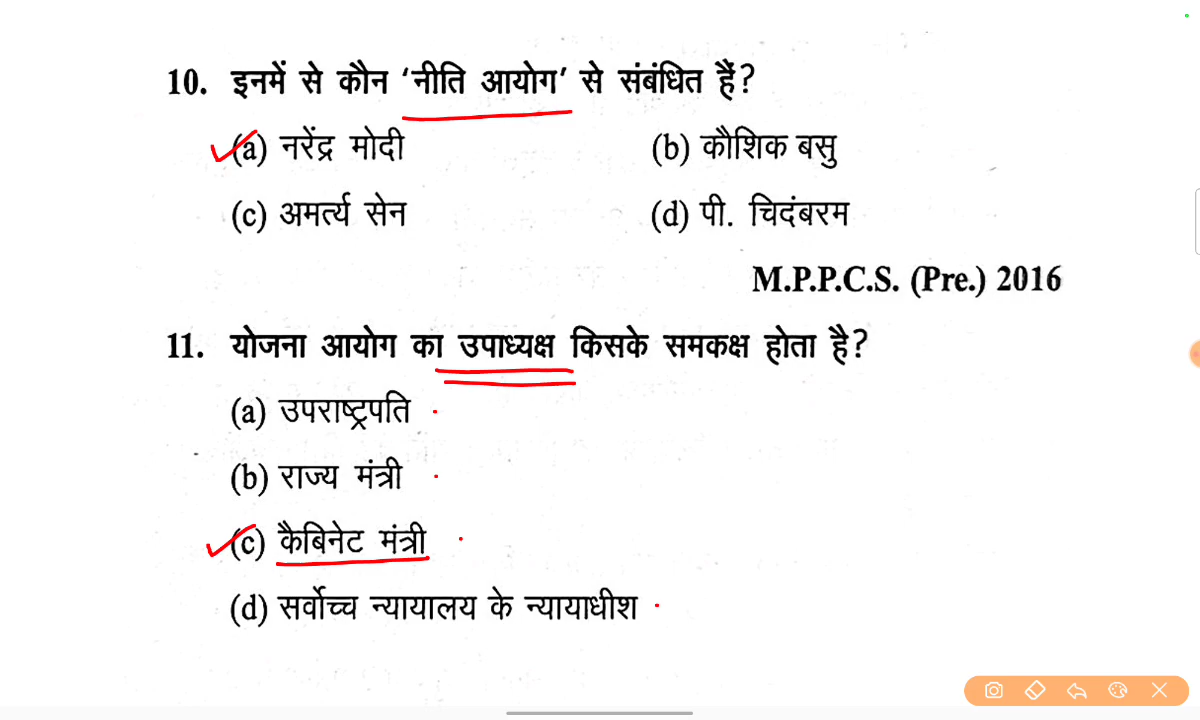 10. इनमें से कौन ‘नीति आयोग’ से संबंधित हैं?
(a) नरेंद्र मोदी (b) कौशिक बसु
(c) अमर्त्य सेन (d) पी. चिदंबरम
M.P.P.C.S. (Pre.) 2016
11. योजना आयोग का उपाध्यक्ष किसके समकक्ष होता है?
(a) उपराष्ट्रपति
(b) राज्य मंत्री
(c) कैबिनेट मंत्री
(d) सर्वोच्च न्यायालय के न्यायाधीश